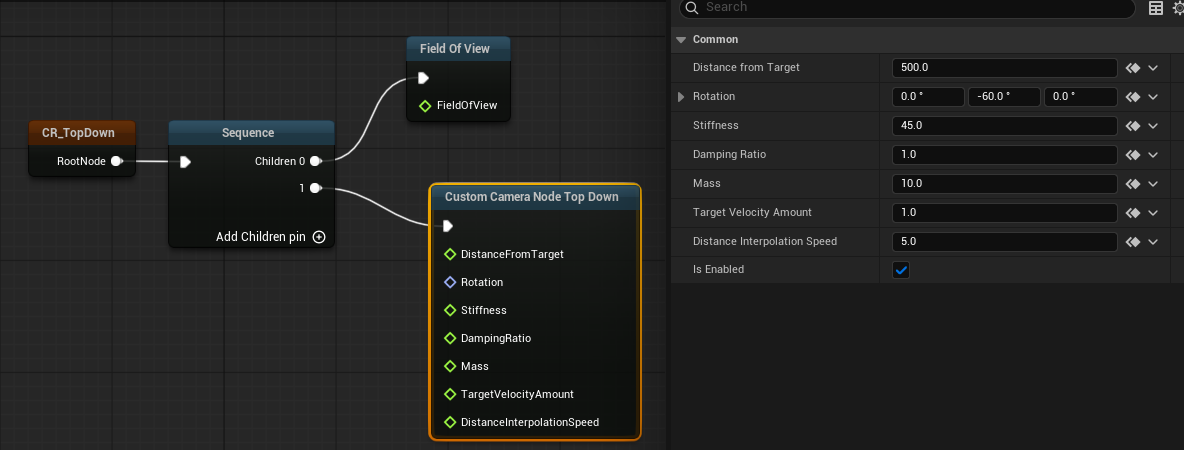 Field Of View
FieldOfView
CR_TopDown
RootNode
Sequence
Children 0
1
Add Children pin
Custom Camera Node Top Down
DistanceFromTarget
Rotation
Stiffness
DampingRatio
Mass
TargetVelocityAmount
DistanceInterpolationSpeed
Search
Common
Distance from Target 500.0
Rotation 0.0 ° -60.0 ° 0.0 °
Stiffness 45.0
Damping Ratio 1.0
Mass 10.0
Target Velocity Amount 1.0
Distance Interpolation Speed 5.0
Is Enabled